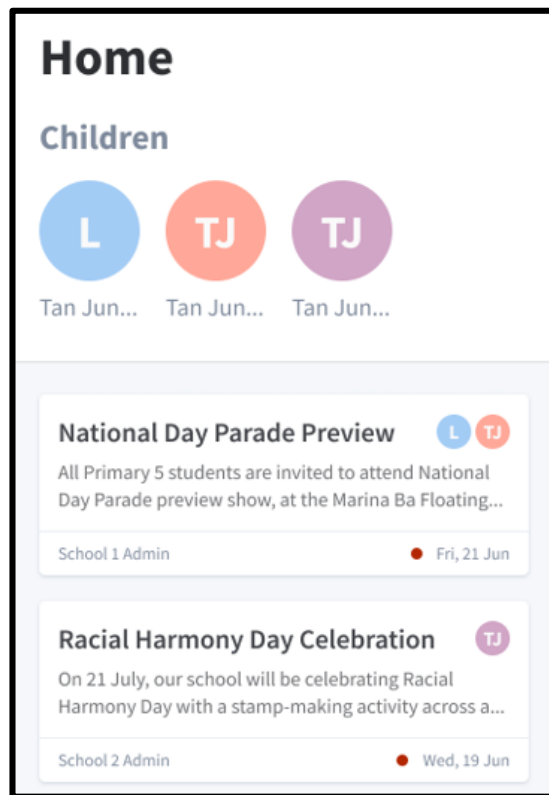 Home
Children
L TJ TJ
Tan Jun... Tan Jun... Tan Jun...
National Day Parade Preview L TJ
All Primary 5 students are invited to attend National
Day Parade preview show, at the Marina Ba Floating...
School 1 Admin Fri, 21 Jun
Racial Harmony Day Celebration TJ
On 21 July, our school will be celebrating Racial
Harmony Day with a stamp-making activity across a...
School 2 Admin Wed, 19 Jun